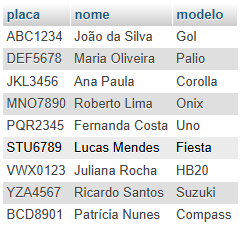 placa nome modelo
ABC1234 João da Silva Gol
DEF5678 Maria Oliveira Palio
JKL3456 Ana Paula Corolla
MNO7890 Roberto Lima Onix
PQR2345 Fernanda Costa Uno
STU6789 Lucas Mendes Fiesta
VWX0123 Juliana Rocha HB20
YZA4567 Ricardo Santos Suzuki
BCD8901 Patrícia Nunes Compass